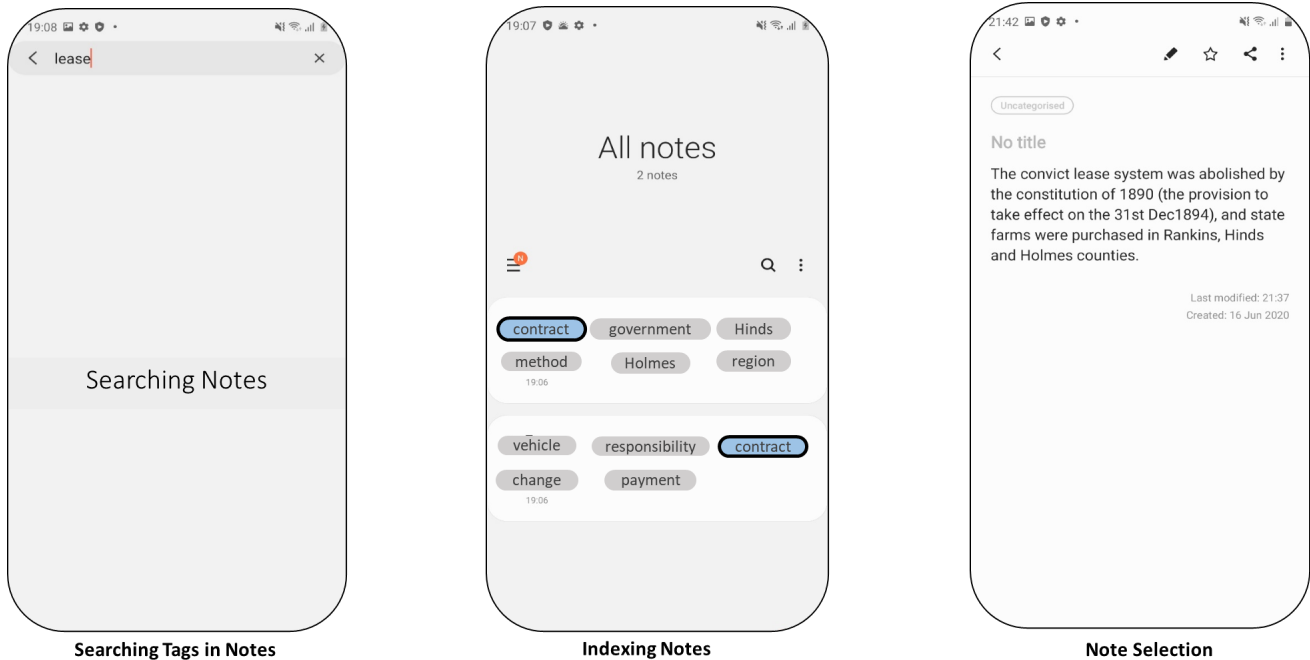 19:08
lease
Searching Notes
Searching Tags in Notes
19:07
All notes
2 notes
N
contract government Hinds
method Holmes region
19:06
vehicle responsibility contract
change payment
19:06
Indexing Notes
21:42
Uncategorised
No title
The convict lease system was abolished by
the constitution of 1890 (the provision to
take effect on the 31st Dec1894), and state
farms were purchased in Rankins, Hinds
and Holmes counties.
Last modified: 21:37
Created: 16 Jun 2020
Note Selection